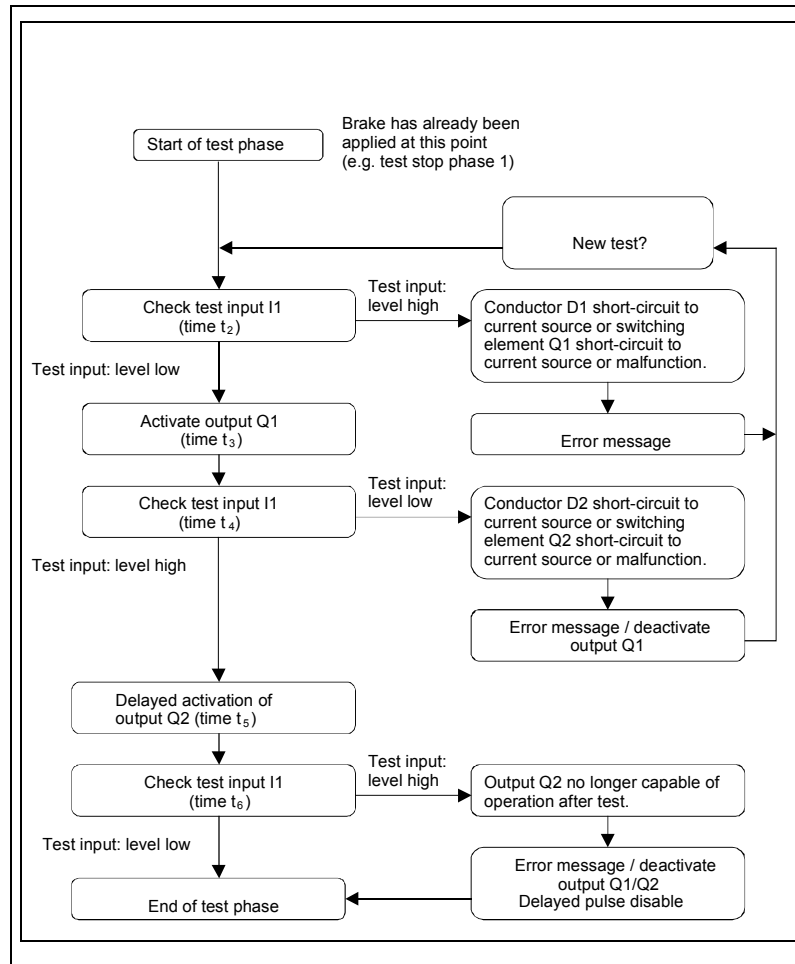 Start of test phase
Brake has already been
applied at this point
(e.g. test stop phase 1)
New test?
Check test input I1
(time t2)
Test input:
level high
Conductor D1 short-circuit to
current source or switching
element Q1 short-circuit to
current source or malfunction.
Test input: level low
Activate output Q1
(time t3)
Error message
Check test input I1
(time t4)
Test input:
level low
Conductor D2 short-circuit to
current source or switching
element Q2 short-circuit to
current source or malfunction.
Test input: level high
Error message / deactivate
output Q1
Delayed activation of
output Q2 (time t5)
Check test input I1
(time t6)
Test input:
level high
Output Q2 no longer capable of
operation after test.
Test input: level low
Error message / deactivate
output Q1/Q2
Delayed pulse disable
End of test phase